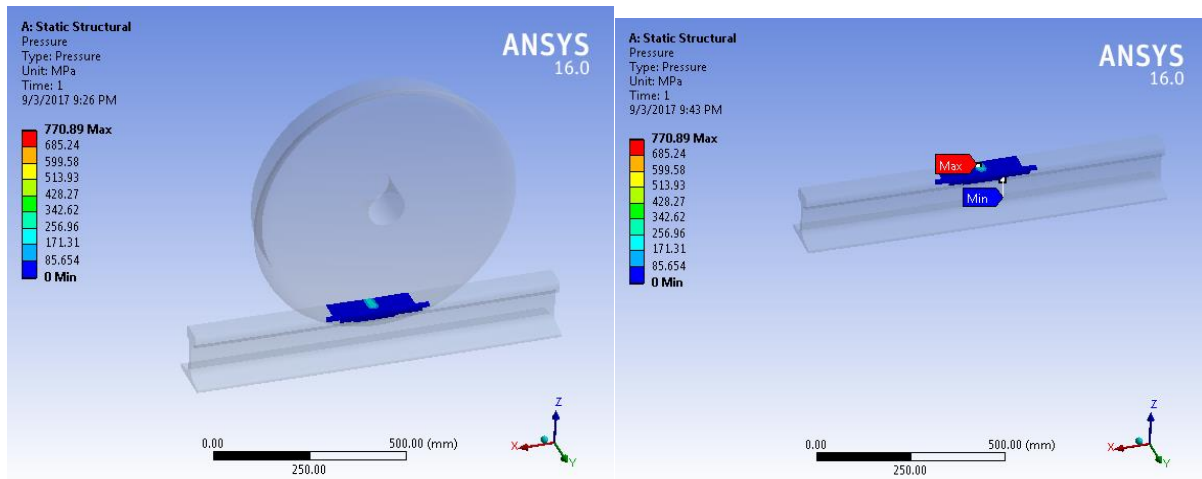 A: Static Structural
Pressure
Type: Pressure
Unit: MPa
Time: 1
9/3/2017 9:26 PM
ANSYS
16.0
770.89 Max
685.24
599.58
513.93
428.27
342.62
256.96
171.31
85.654
0 Min
Z
X
Y
0.00
500.00 (mm)
250.00
A: Static Structural
Pressure
Type: Pressure
Unit: MPa
Time: 1
9/3/2017 9:43 PM
ANSYS
16.0
770.89 Max
685.24
599.58
513.93
428.27
342.62
256.96
171.31
85.654
0 Min
Max
Min
Z
X
Y
0.00
500.00 (mm)
250.00